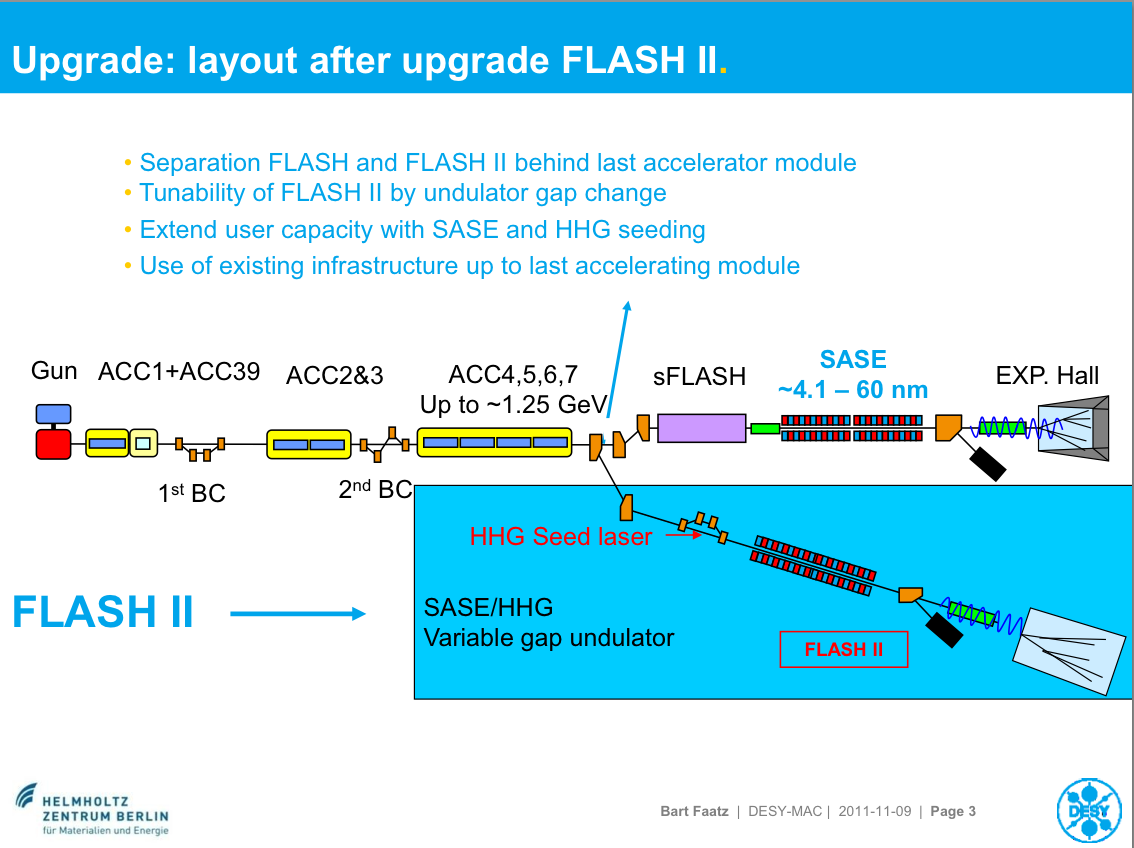 Upgrade: layout after upgrade FLASH II.
• Separation FLASH and FLASH II behind last accelerator module
• Tunability of FLASH II by undulator gap change
• Extend user capacity with SASE and HHG seeding
• Use of existing infrastructure up to last accelerating module
Gun
ACC1+ACC39
ACC2&3
ACC4,5,6,7
Up to ~1.25 GeV
sFLASH
SASE
~4.1 – 60 nm
EXP. Hall
1st BC
2nd BC
HHG Seed laser
FLASH II
SASE/HHG
Variable gap undulator
FLASH II
HELMHOLTZ
ZENTRUM BERLIN
für Materialien und Energie
Bart Faatz | DESY-MAC | 2011-11-09 | Page 3
DESY